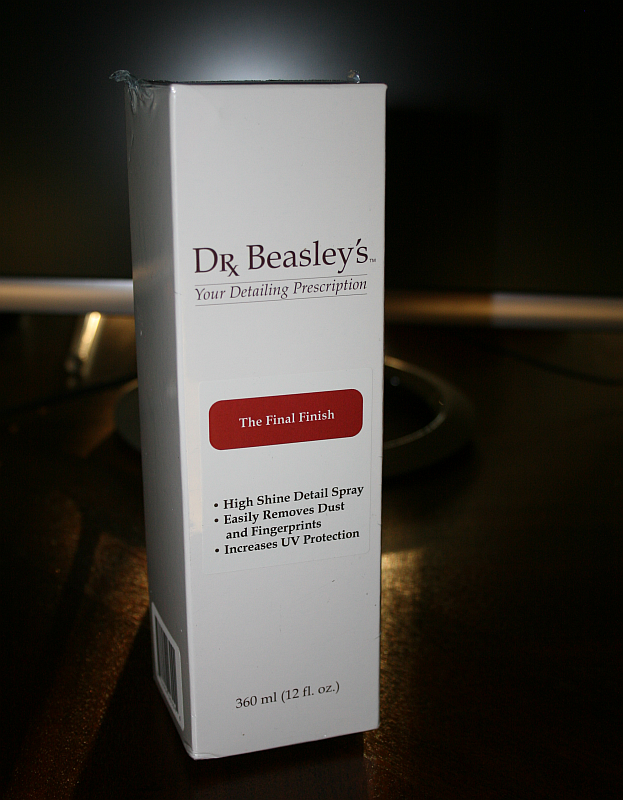 D℞ Beasley's™
Your Detailing Prescription
The Final Finish
• High Shine Detail Spray
• Easily Removes Dust
and Fingerprints
• Increases UV Protection
360 ml (12 fl. oz.)